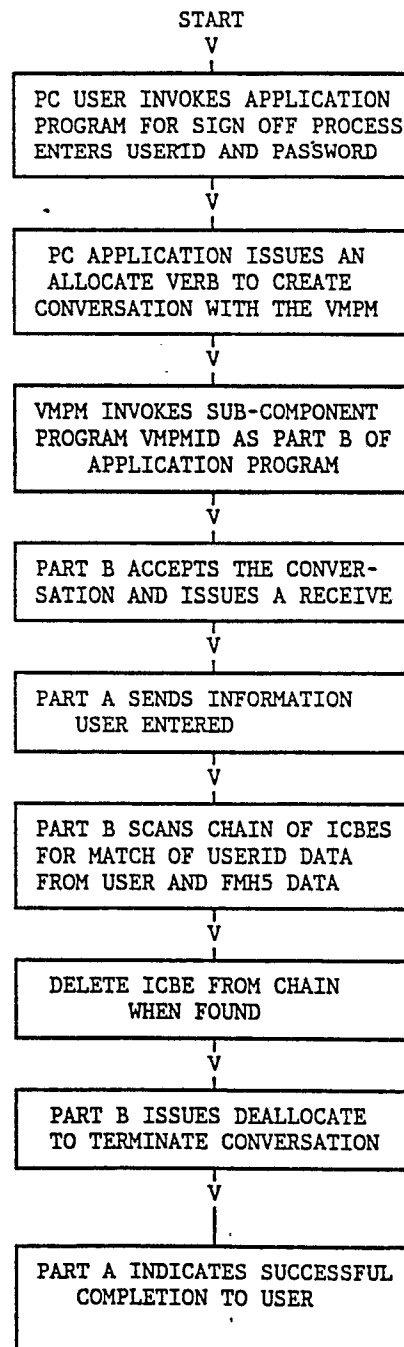 START
V
PC USER INVOKES APPLICATION
PROGRAM FOR SIGN OFF PROCESS
ENTERS USERID AND PASSWORD
V
PC APPLICATION ISSUES AN
ALLOCATE VERB TO CREATE
CONVERSATION WITH THE VMPM
V
VMPM INVOKES SUB-COMPONENT
PROGRAM VMPMID AS PART B OF
APPLICATION PROGRAM
V
PART B ACCEPTS THE CONVER-
SATION AND ISSUES A RECEIVE
V
PART A SENDS INFORMATION
USER ENTERED
V
PART B SCANS CHAIN OF ICBES
FOR MATCH OF USERID DATA
FROM USER AND FMH5 DATA
V
DELETE ICBE FROM CHAIN
WHEN FOUND
V
PART B ISSUES DEALLOCATE
TO TERMINATE CONVERSATION
V
PART A INDICATES SUCCESSFUL
COMPLETION TO USER